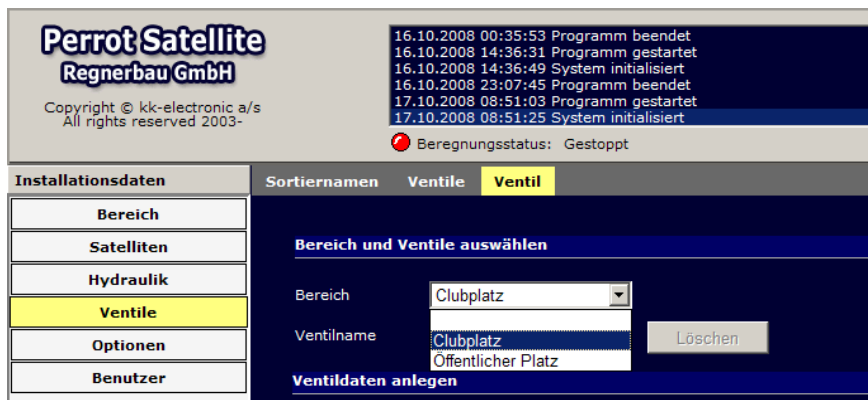 Perrot Satellite
Regnerbau GmbH
Copyright © kk-electronic a/s
All rights reserved 2003-
16.10.2008 00:35:53 Programm beendet
16.10.2008 14:36:31 Programm gestartet
16.10.2008 14:36:49 System initialisiert
16.10.2008 23:07:45 Programm beendet
17.10.2008 08:51:03 Programm gestartet
17.10.2008 08:51:25 System initialisiert
Beregnungsstatus: Gestoppt
Installationsdaten
Bereich
Satelliten
Hydraulik
Ventile
Optionen
Benutzer
Sortiernamen Ventile Ventil
Bereich und Ventile auswählen
Bereich Clubplatz
Ventilname
Clubplatz
Öffentlicher Platz
Löschen
Ventildaten anlegen